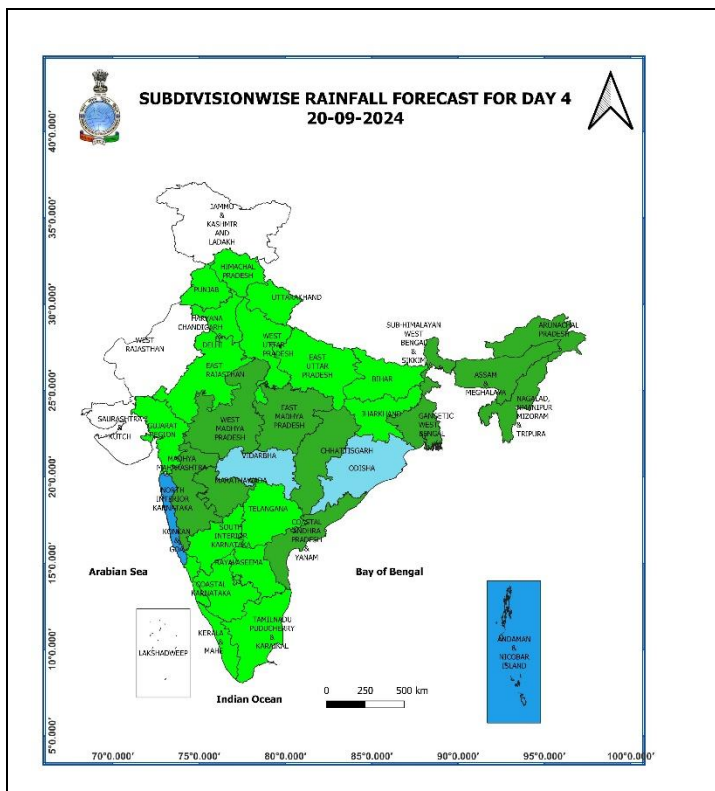 SUBDIVISIONWISE RAINFALL FORECAST FOR DAY 4
20-09-2024
40°0.000'
35°0.000'
30°0.000'
25°0.000'
20°0.000'
15°0.000'
10°0.000'
5°0.000'
JAMMO
&
KASHMIR
AND
LADAKH
HIMACHAL
PRADESH
PUNJAB
UTTARAKHAND
HARYANA
CHANDIGARH
&
DELHI
WEST
RAJASTHAN
WEST
UTTAR
PRADESH
EAST
RAJASTHAN
EAST
UTTAR
PRADESH
SUB-HIMALAYAN
WEST
BENGAL
&
SIKKIM
ARUNACHAL
PRADESH
ASSAM
&
MEGHALAYA
NAGALAD,
MANIPUR
MIZORAM
&
TRIPURA
BIHAR
JHARKHAND
GANGETIC
WEST
BENGAL
SAURASHTRA
&
KUTCH
GUJARAT
REGION
WEST
MADHYA
PRADESH
EAST
MADHYA
PRADESH
CHHATTISGARH
ODISHA
VIDARBHA
MADHYA
MAHARASHTRA
MARATHAWADA
NORTH
INTERIOR
KARNATAKA
KONKAN
&
GOA
TELANGANA
SOUTH
INTERIOR
KARNATAKA
COASTAL
ANDHRA
PRADESH
&
YANAM
RAYALASEEMA
COASTAL
KARNATAKA
TAMILNADU
PUDUCHERRY
&
KARAIKAL
KERALA
&
MAHE
LAKSHADWEEP
ANDAMAN
&
NICOBAR
ISLAND
Arabian Sea
Bay of Bengal
Indian Ocean
0 250 500 km
70°0.000' 75°0.000' 80°0.000' 85°0.000' 90°0.000' 95°0.000' 100°0.000'